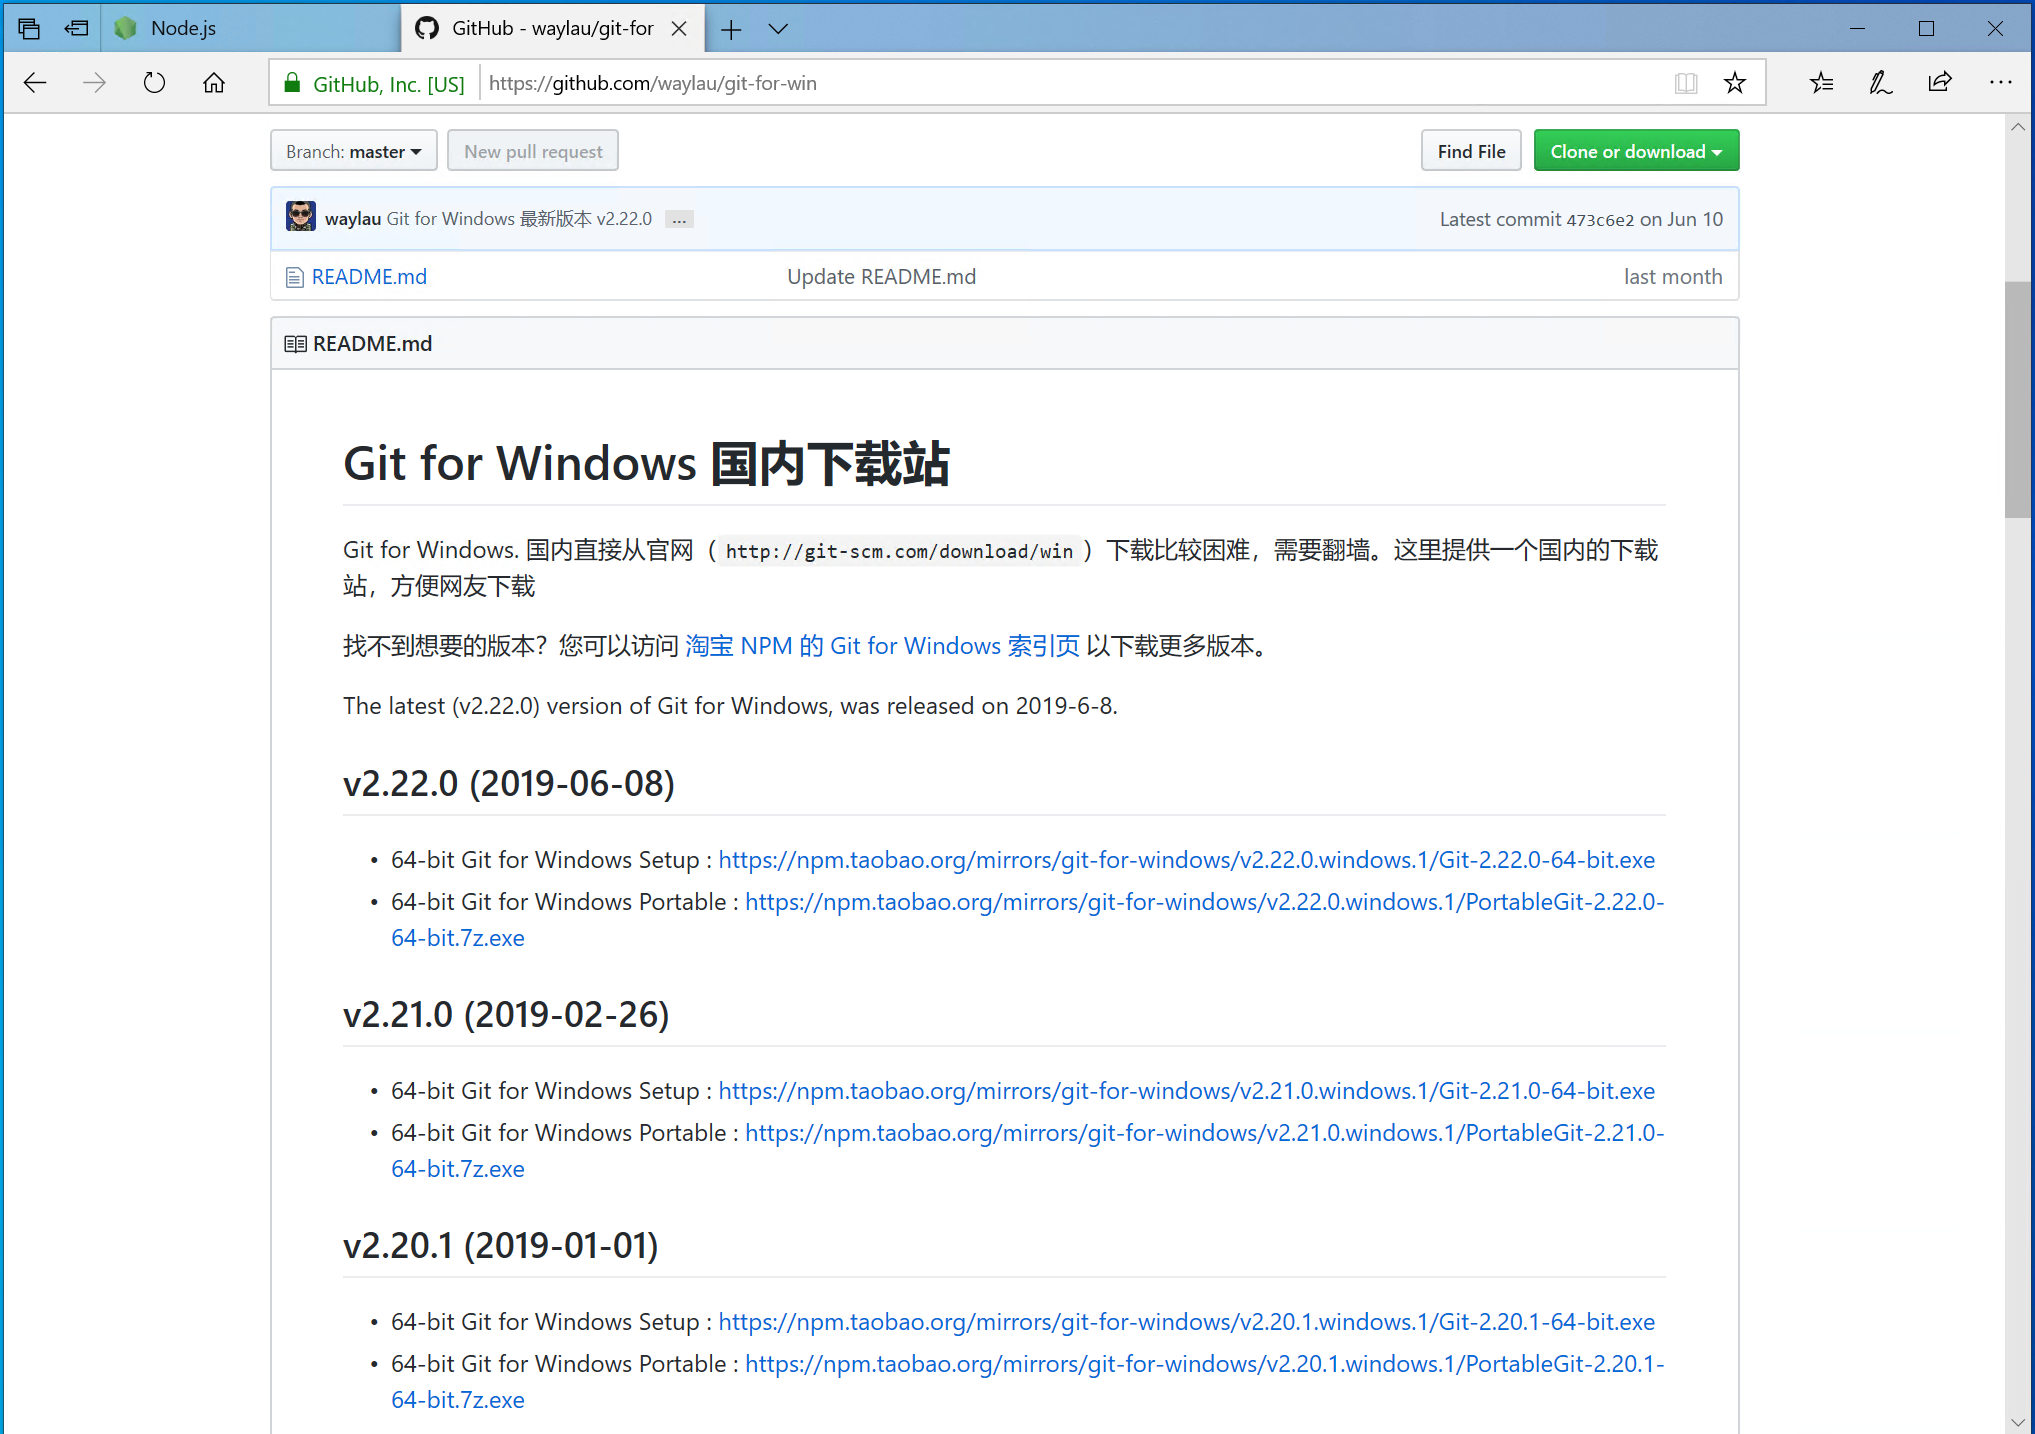 Node.js
GitHub - waylau/git-for
GitHub, Inc. [US]
https://github.com/waylau/git-for-win
Branch: master
New pull request
Find File
Clone or download
waylau Git for Windows 最新版本 v2.22.0 ...
Latest commit 473c6e2 on Jun 10
README.md
Update README.md
last month
README.md
Git for Windows 国内下载站
Git for Windows. 国内直接从官网（http://git-scm.com/download/win）下载比较困难，需要翻墙。这里提供一个国内的下载
站，方便网友下载
找不到想要的版本？您可以访问 淘宝 NPM 的 Git for Windows 索引页 以下载更多版本。
The latest (v2.22.0) version of Git for Windows, was released on 2019-6-8.
v2.22.0 (2019-06-08)
• 64-bit Git for Windows Setup : https://npm.taobao.org/mirrors/git-for-windows/v2.22.0.windows.1/Git-2.22.0-64-bit.exe
• 64-bit Git for Windows Portable : https://npm.taobao.org/mirrors/git-for-windows/v2.22.0.windows.1/PortableGit-2.22.0-
64-bit.7z.exe
v2.21.0 (2019-02-26)
• 64-bit Git for Windows Setup : https://npm.taobao.org/mirrors/git-for-windows/v2.21.0.windows.1/Git-2.21.0-64-bit.exe
• 64-bit Git for Windows Portable : https://npm.taobao.org/mirrors/git-for-windows/v2.21.0.windows.1/PortableGit-2.21.0-
64-bit.7z.exe
v2.20.1 (2019-01-01)
• 64-bit Git for Windows Setup : https://npm.taobao.org/mirrors/git-for-windows/v2.20.1.windows.1/Git-2.20.1-64-bit.exe
• 64-bit Git for Windows Portable : https://npm.taobao.org/mirrors/git-for-windows/v2.20.1.windows.1/PortableGit-2.20.1-
64-bit.7z.exe